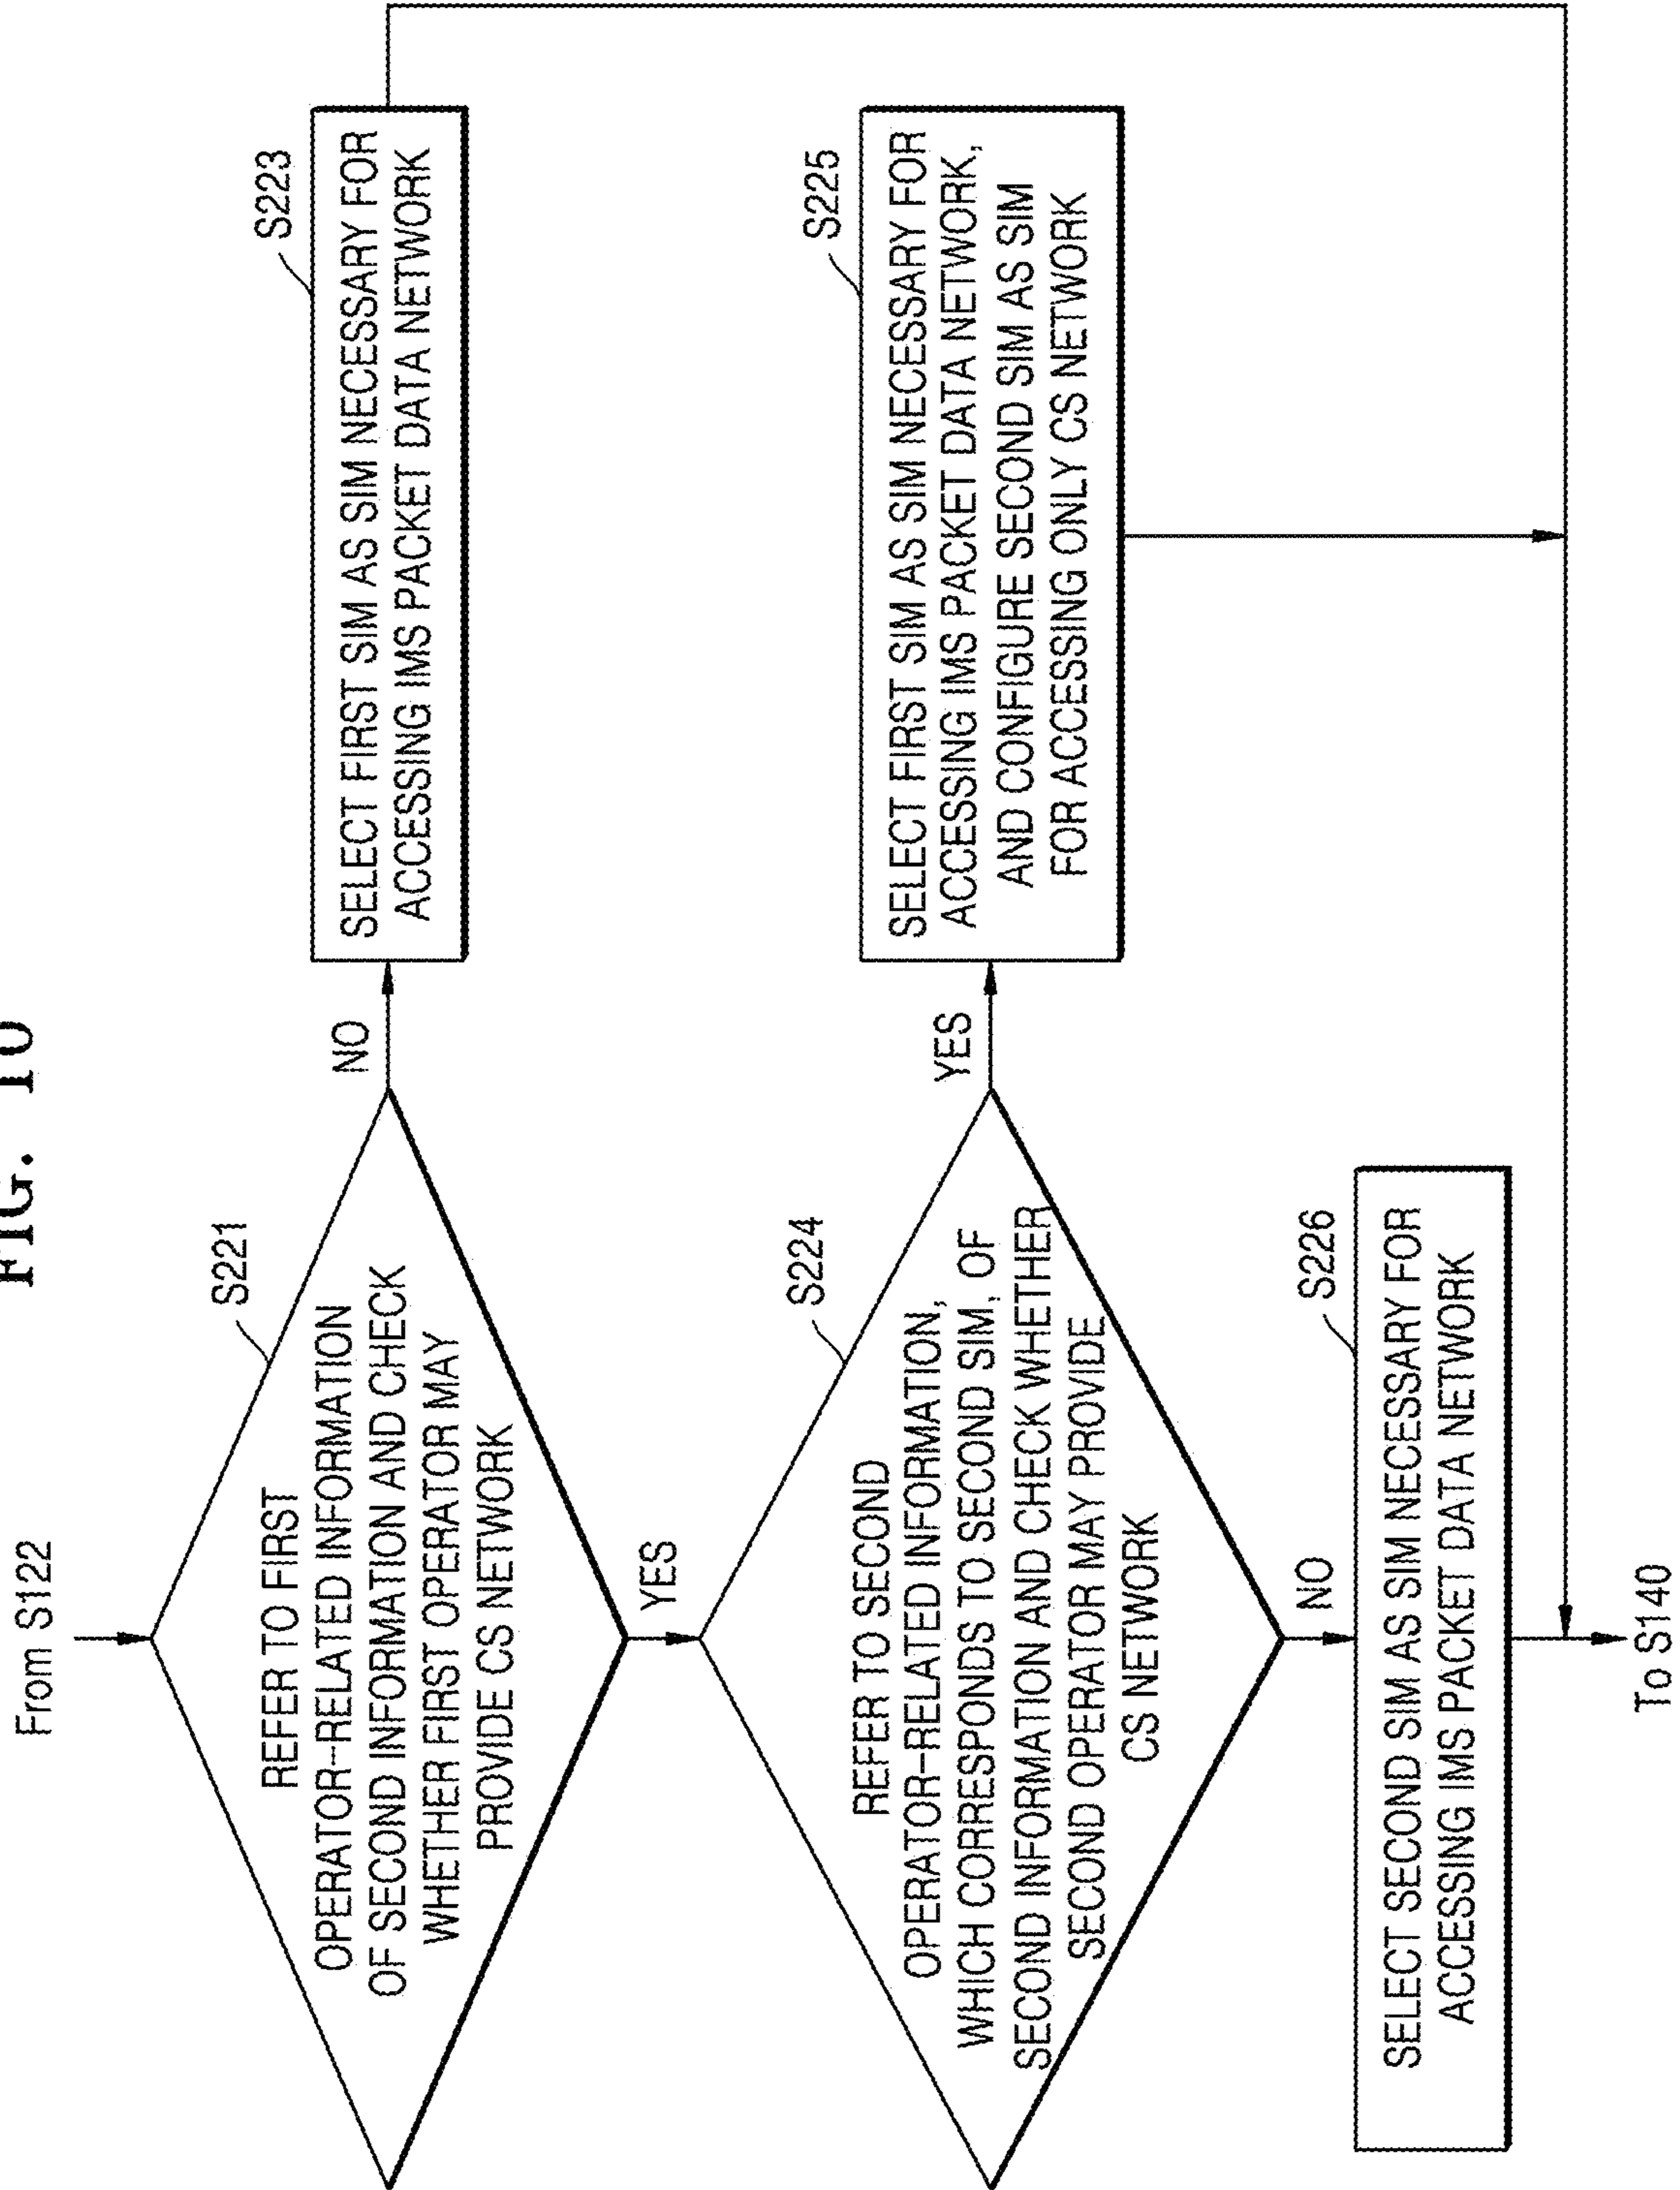 FIG. 10
From S122
S221
REFER TO FIRST
OPERATOR-RELATED INFORMATION
OF SECOND INFORMATION AND CHECK
WHETHER FIRST OPERATOR MAY
PROVIDE CS NETWORK
NO
S223
SELECT FIRST SIM AS SIM NECESSARY FOR
ACCESSING IMS PACKET DATA NETWORK
YES
S224
REFER TO SECOND
OPERATOR-RELATED INFORMATION,
WHICH CORRESPONDS TO SECOND SIM, OF
SECOND INFORMATION AND CHECK WHETHER
SECOND OPERATOR MAY PROVIDE
CS NETWORK
YES
S225
SELECT FIRST SIM AS SIM NECESSARY FOR
ACCESSING IMS PACKET DATA NETWORK,
AND CONFIGURE SECOND SIM AS SIM
FOR ACCESSING ONLY CS NETWORK
NO
S226
SELECT SECOND SIM AS SIM NECESSARY FOR
ACCESSING IMS PACKET DATA NETWORK
To S140